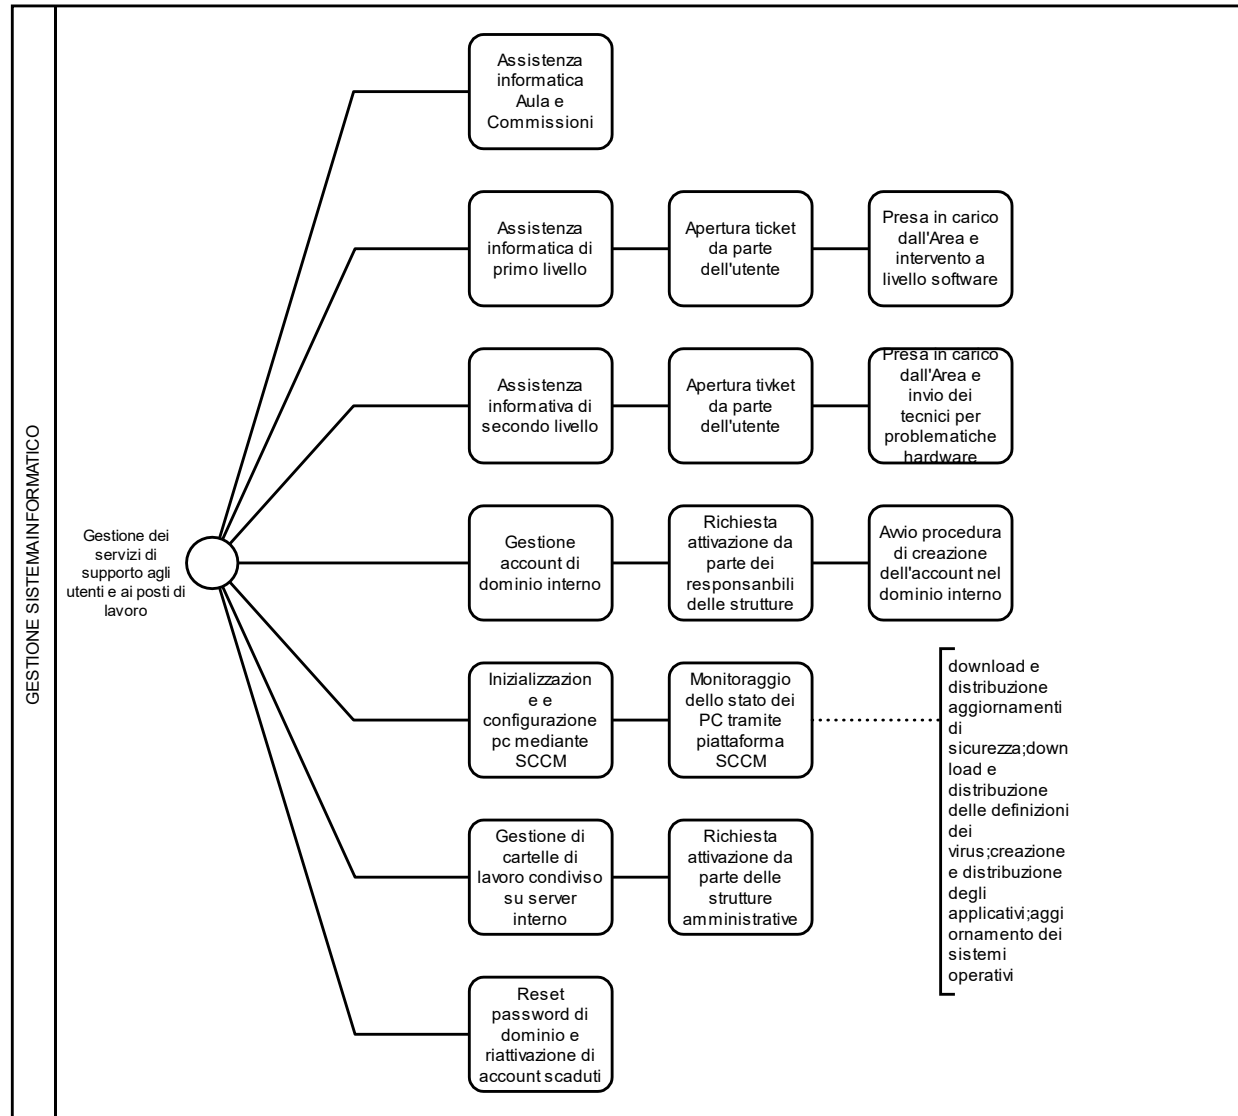 GESTIONE SISTEMAINFORMATICO
Gestione dei
servizi di
supporto agli
utenti e ai posti di
lavoro
Assistenza
informatica
Aula e
Commissioni
Assistenza
informatica di
primo livello
Apertura ticket
da parte
dell'utente
Presa in carico
dall'Area e
intervento a
livello software
Assistenza
informativa di
secondo livello
Apertura tivket
da parte
dell'utente
Presa in carico
dall'Area e
invio dei
tecnici per
problematiche
hardware
Gestione
account di
dominio interno
Richiesta
attivazione da
parte dei
responsanbili
delle strutture
Avvio procedura
di creazione
dell'account nel
dominio interno
Inizializzazion
e e
configurazione
pc mediante
SCCM
Monitoraggio
dello stato dei
PC tramite
piattaforma
SCCM
download e
distribuzione
aggiornamenti
di
sicurezza;down
load e
distribuzione
delle definizioni
dei
virus;creazione
e distribuzione
degli
applicativi;aggi
ornamento dei
sistemi
operativi
Gestione di
cartelle di
lavoro condiviso
su server
interno
Richiesta
attivazione da
parte delle
strutture
amministrative
Reset
password di
dominio e
riattivazione di
account scaduti